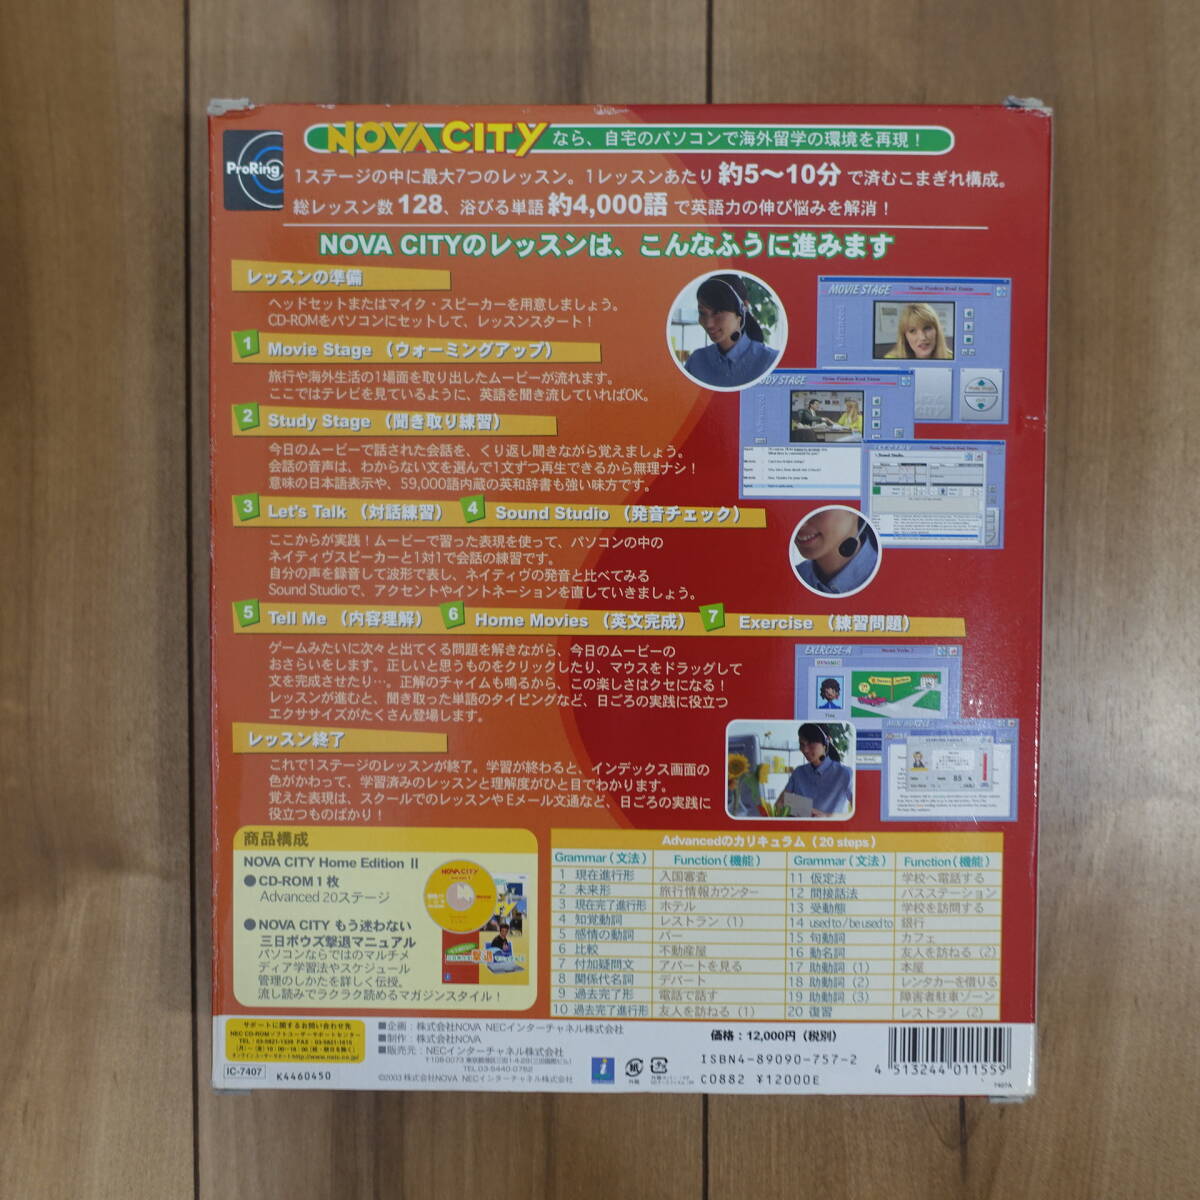 ProRing
NOVA CITY なら、自宅のパソコンで海外留学の環境を再現！
1ステージの中に最大7つのレッスン。1レッスンあたり 約5〜10分 で済むこまぎれ構成。
総レッスン数 128、浴びる単語 約4,000語 で英語力の伸び悩みを解消！
NOVA CITYのレッスンは、こんなふうに進みます
レッスンの準備
ヘッドセットまたはマイク・スピーカーを用意しましょう。
CD-ROMをパソコンにセットして、レッスンスタート！
1 Movie Stage （ウォーミングアップ）
旅行や海外生活の1場面を取り出したムービーが流れます。
ここではテレビを見ているように、英語を聞き流していればOK。
2 Study Stage （聞き取り練習）
今日のムービーで話された会話を、くり返し聞きながら覚えましょう。
会話の音声は、わからない文を選んで1文ずつ再生できるから無理ナシ！
意味の日本語表示や、59,000語内蔵の英和辞書も強い味方です。
3 Let's Talk （対話練習） 4 Sound Studio （発音チェック）
ここからが実践！ムービーで習った表現を使って、パソコンの中の
ネイティヴスピーカーと1対1で会話の練習です。
自分の声を録音して波形で表し、ネイティヴの発音と比べてみる
Sound Studioで、アクセントやイントネーションを直していきましょう。
5 Tell Me （内容理解） 6 Home Movies （英文完成） 7 Exercise （練習問題）
ゲームみたいに次々と出てくる問題を解きながら、今日のムービーの
おさらいをします。正しいと思うものをクリックしたり、マウスをドラッグして
文を完成させたり…。正解のチャイムも鳴るから、この楽しさはクセになる！
レッスンが進むと、聞き取った単語のタイピングなど、日ごろの実践に役立つ
エクササイズがたくさん登場します。
レッスン終了
これで1ステージのレッスンが終了。学習が終わると、インデックス画面の
色がかわって、学習済みのレッスンと理解度がひと目でわかります。
覚えた表現は、スクールでのレッスンやEメール文通など、日ごろの実践に
役立つものばかり！
MOVIE STAGE
STUDY STAGE
EXERCISE-A
商品構成
NOVA CITY Home Edition Ⅱ
●CD-ROM 1枚
Advanced 20ステージ
●NOVA CITY もう迷わない
三日ボウズ撃退マニュアル
パソコンならではのマルチメ
ディア学習法やスケジュール
管理のしかたを詳しく伝授。
流し読みでラクラク読めるマガジンスタイル！
Advancedのカリキュラム（20 steps）
Grammar（文法） Function（機能） Grammar（文法） Function（機能）
1 現在進行形 入国審査 11 仮定法 学校へ電話する
2 未来形 旅行情報カウンター 12 間接話法 バスステーション
3 現在完了進行形 ホテル 13 受動態 学校を訪問する
4 知覚動詞 レストラン（1） 14 used to/be used to 銀行
5 感情の動詞 バー 15 句動詞 カフェ
6 比較 不動産屋 16 動名詞 友人を訪ねる（2）
7 付加疑問文 アパートを見る 17 助動詞（1） 本屋
8 関係代名詞 デパート 18 助動詞（2） レンタカーを借りる
9 過去完了形 電話で話す 19 助動詞（3） 障害者駐車ゾーン
10 過去完了進行形 友人を訪ねる（1） 20 復習 レストラン（2）
サポートに関するお問い合わせ先
NEC CD-ROMソフトユーザーサポートセンター
IC-7407
K4460450
■企画：株式会社NOVA NECインターチャネル株式会社
■制作：株式会社NOVA
■販売元：NECインターチャネル株式会社
TEL.03-5440-0762
©2003 株式会社NOVA NECインターチャネル株式会社
価格：12,000円（税別）
ISBN4-89090-757-2
C0882 ¥12000E
4 513244 011559
7407A